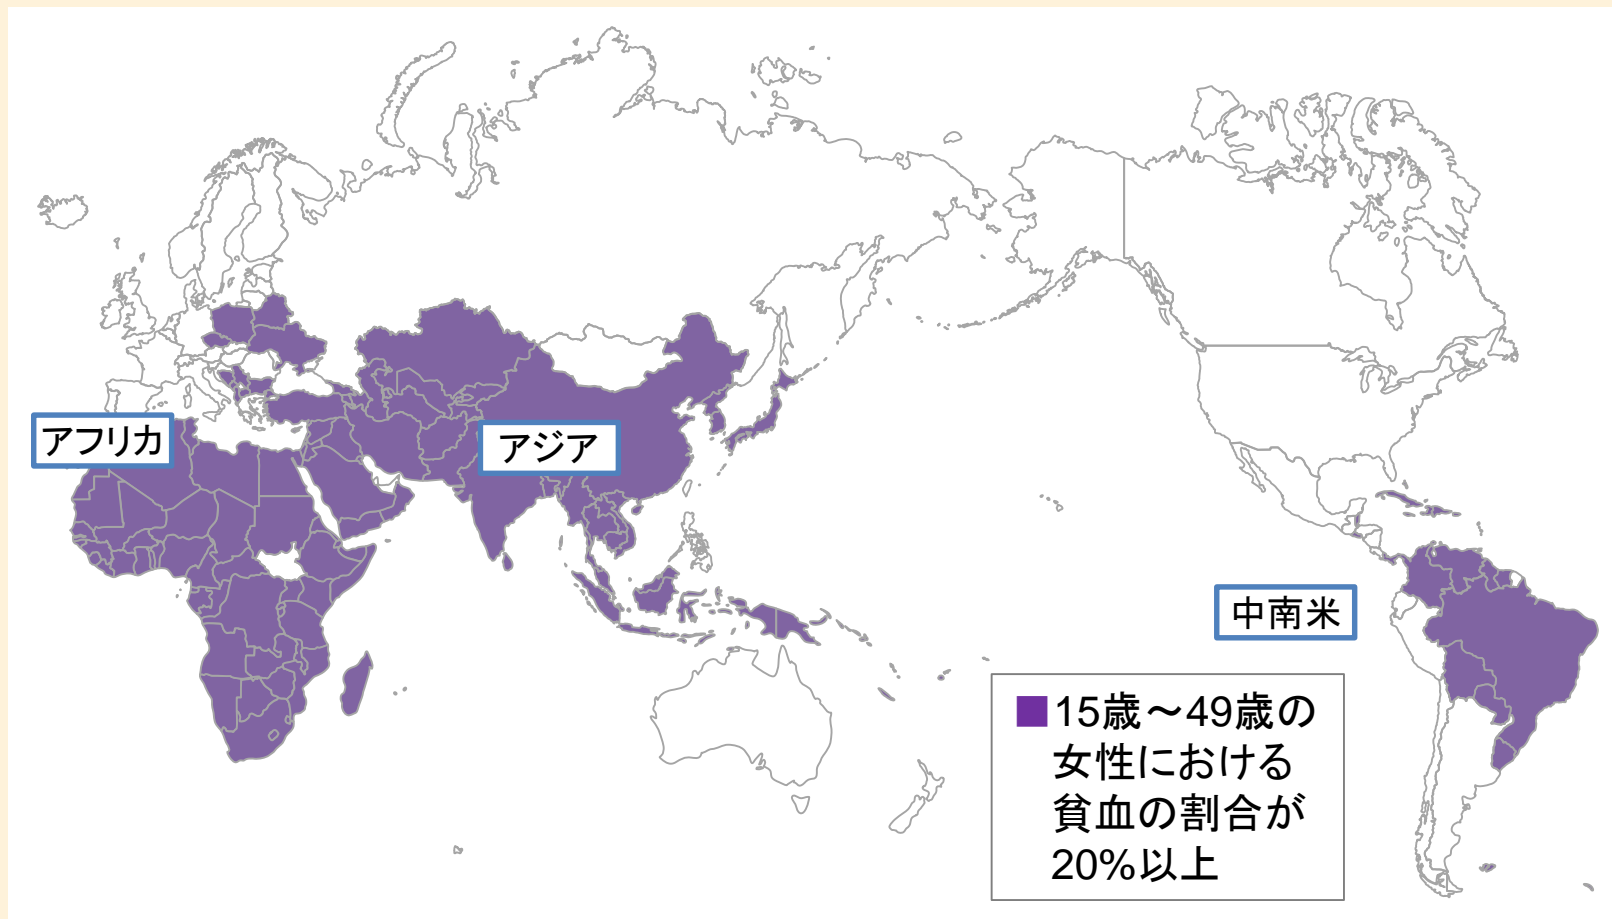 アフリカ
アジア
中南米
■15歳～49歳の
女性における
貧血の割合が
20%以上